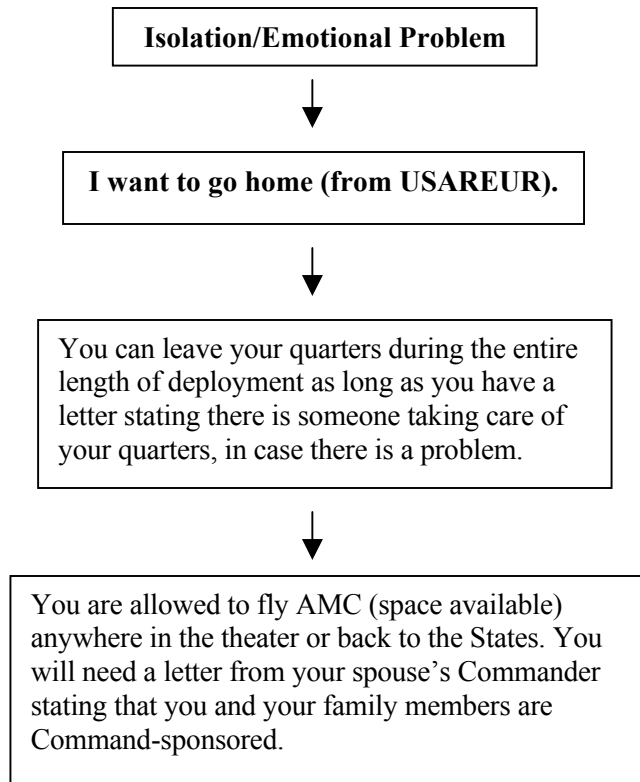 Isolation/Emotional Problem
I want to go home (from USAREUR).
You can leave your quarters during the entire
length of deployment as long as you have a
letter stating there is someone taking care of
your quarters, in case there is a problem.
You are allowed to fly AMC (space available)
anywhere in the theater or back to the States. You
will need a letter from your spouse’s Commander
stating that you and your family members are
Command-sponsored.